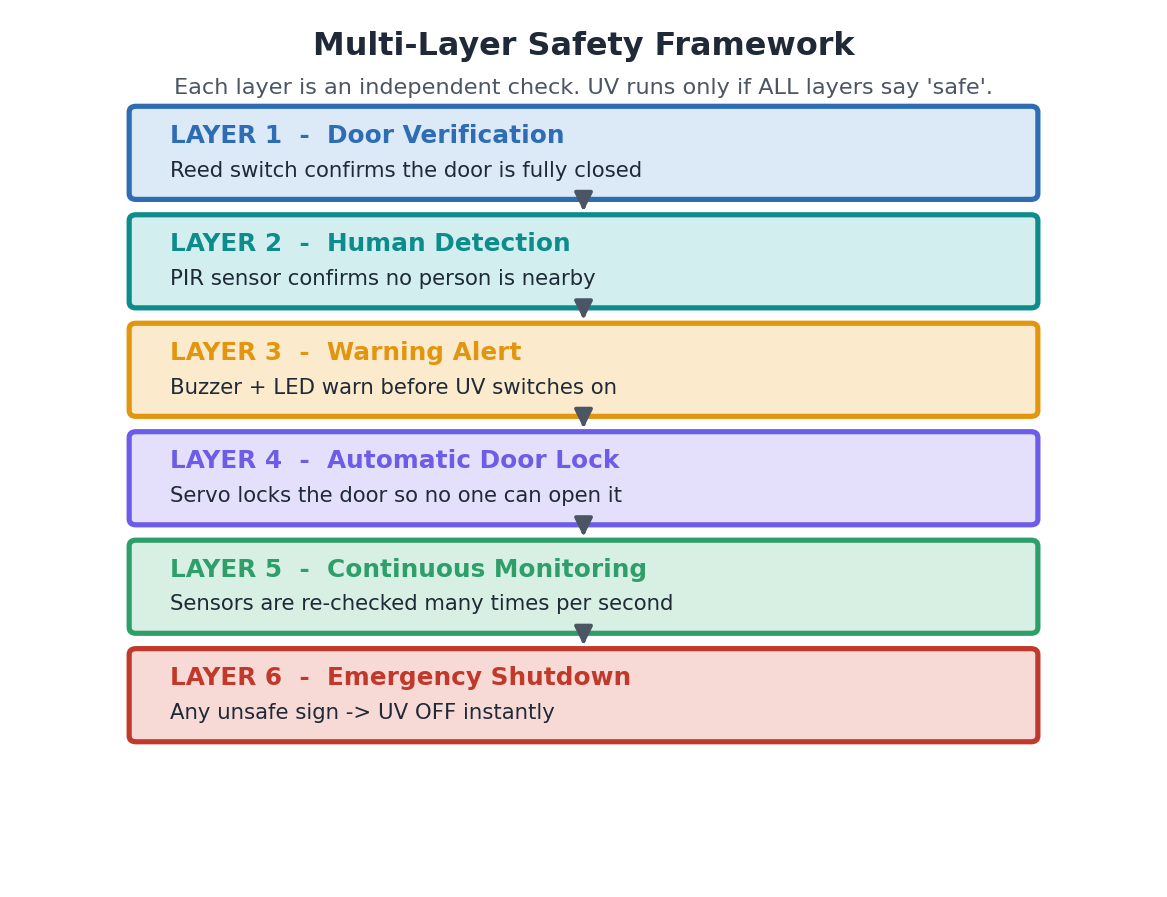 Multi-Layer Safety Framework
Each layer is an independent check. UV runs only if ALL layers say 'safe'.
LAYER 1 - Door Verification
Reed switch confirms the door is fully closed
LAYER 2 - Human Detection
PIR sensor confirms no person is nearby
LAYER 3 - Warning Alert
Buzzer + LED warn before UV switches on
LAYER 4 - Automatic Door Lock
Servo locks the door so no one can open it
LAYER 5 - Continuous Monitoring
Sensors are re-checked many times per second
LAYER 6 - Emergency Shutdown
Any unsafe sign -> UV OFF instantly